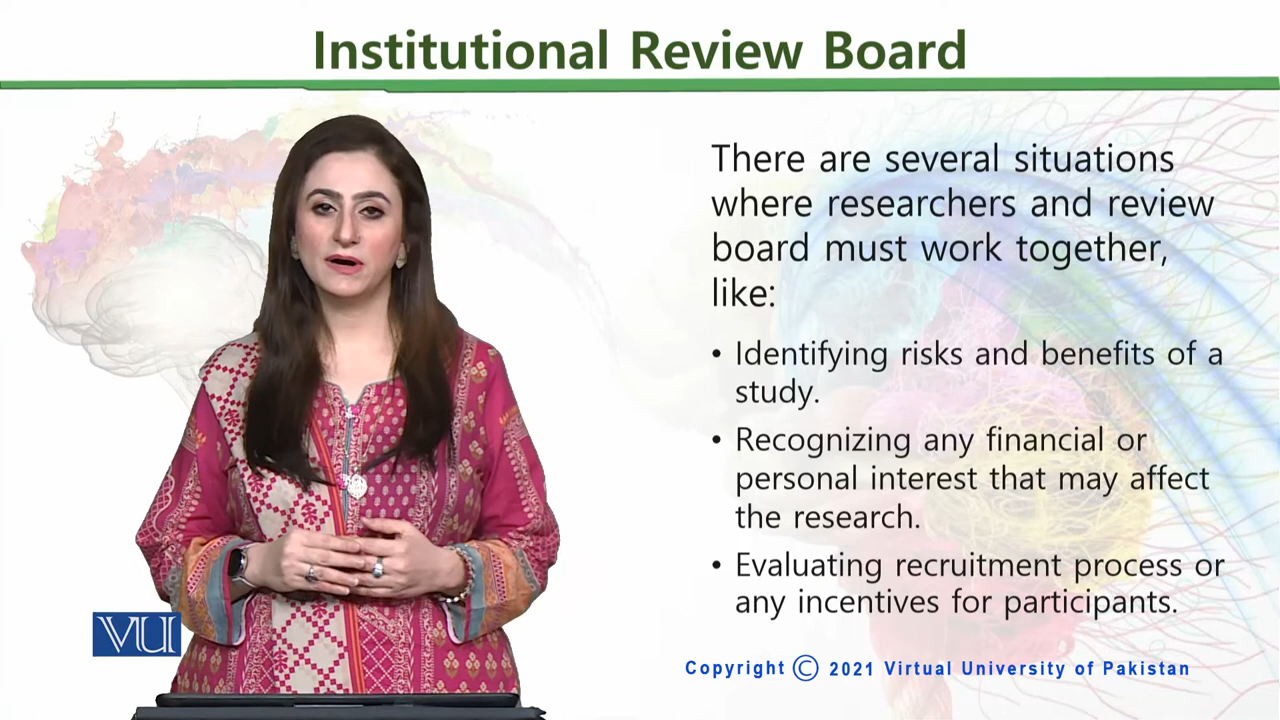 Institutional Review Board
There are several situations
where researchers and review
board must work together,
like:
• Identifying risks and benefits of a
study.
• Recognizing any financial or
personal interest that may affect
the research.
• Evaluating recruitment process or
any incentives for participants.
VU
Copyright © 2021 Virtual University of Pakistan